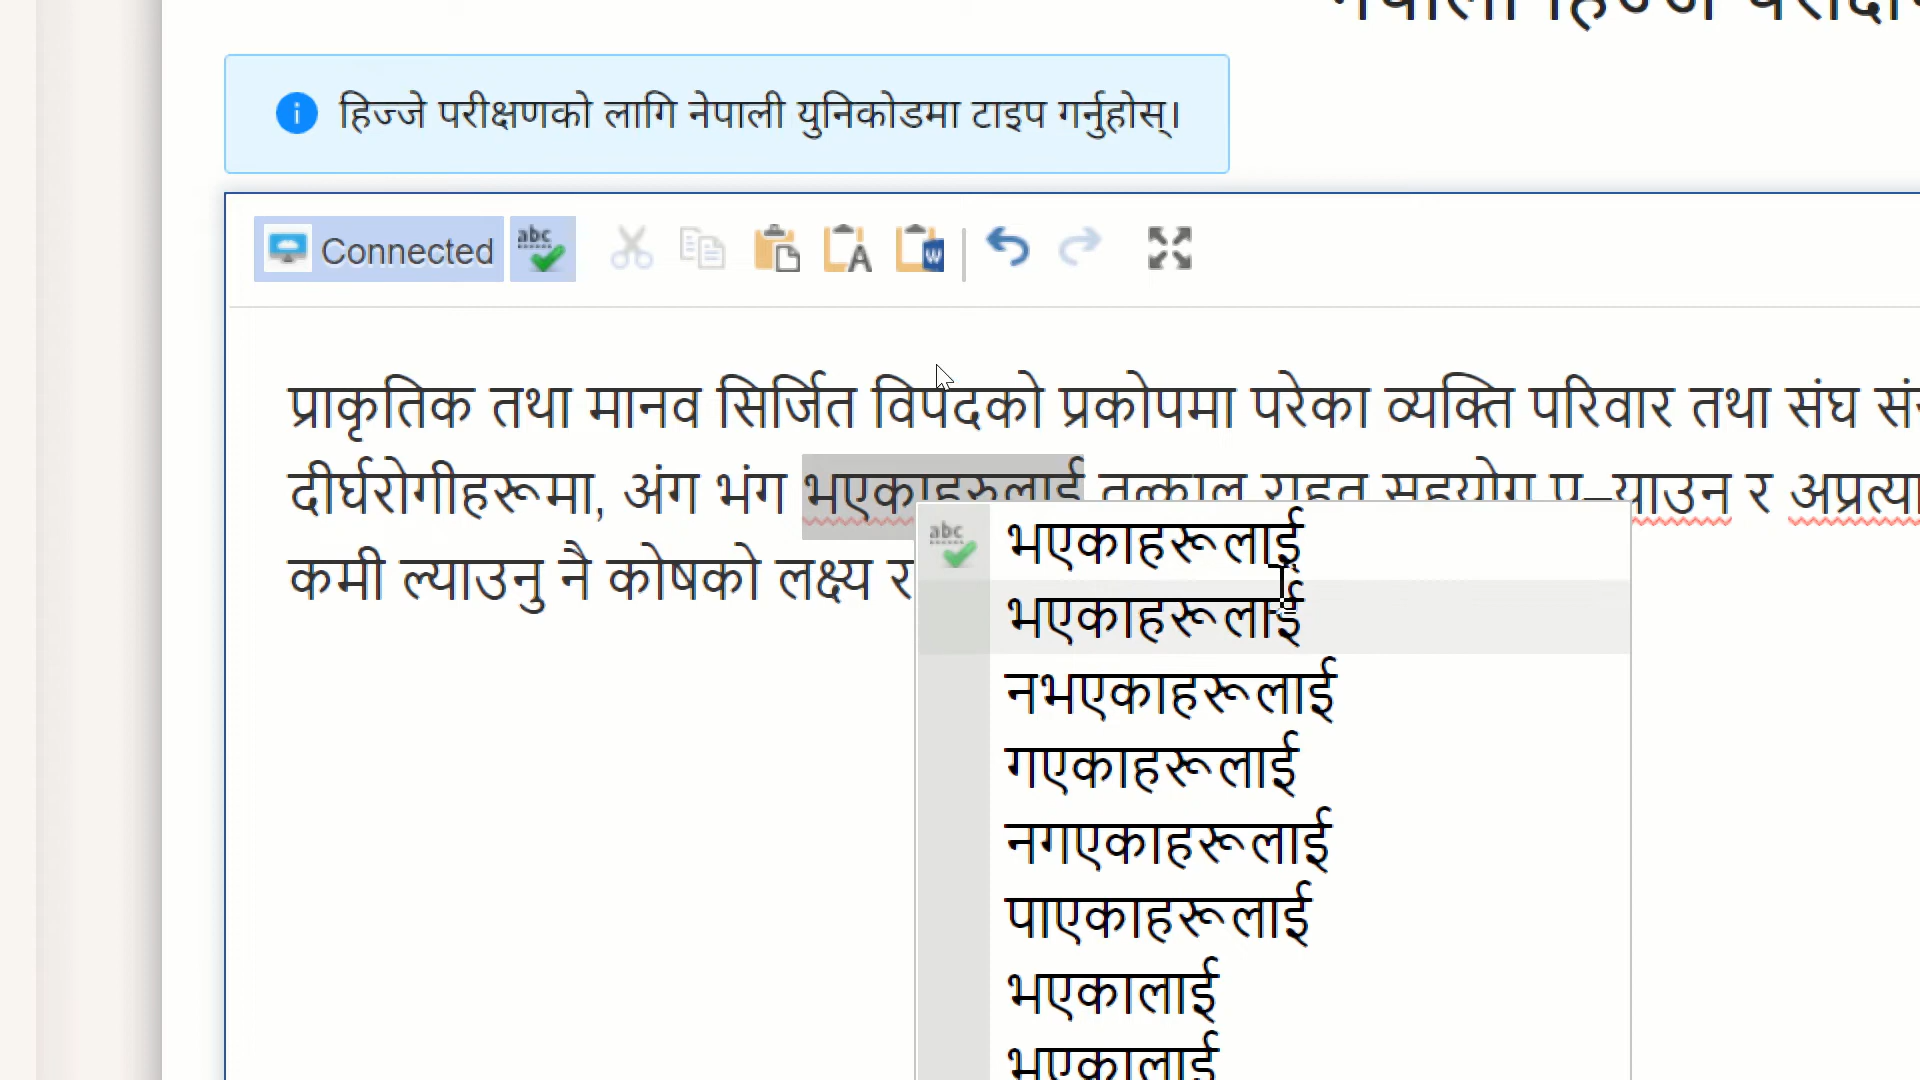 हिज्जे परीक्षणको लागि नेपाली युनिकोडमा टाइप गर्नुहोस्।
Connected
प्राकृतिक तथा मानव सिर्जित विपदको प्रकोपमा परेका व्यक्ति परिवार तथा संघ
दीर्घरोगीहरूमा, अंग भंग भएकाहरुलाई तत्काल राहत सहयोग प–याउन र
कमी ल्याउनु नै कोषको लक्ष्य र
भएकाहरूलाई
भएकाहरूलाई
नभएकाहरूलाई
गएकाहरूलाई
नगएकाहरूलाई
पाएकाहरूलाई
भएकालाई
भएकालाई